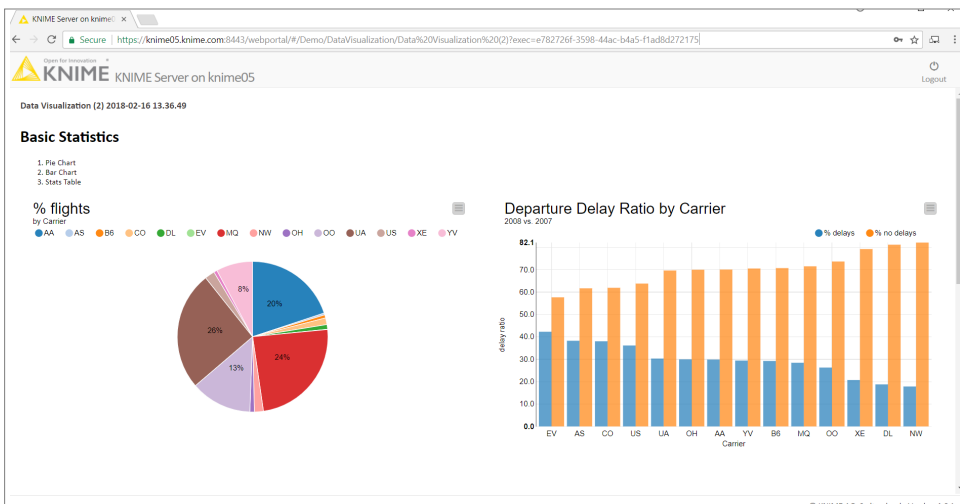 KNIME Server on knime
Secure
https://knime05.knime.com:8443/webportal/#/Demo/DataVisualization/Data%20Visualization%20(2)?exec=e782726f-3598-44ac-b4a5-f1ad8d272175
Open for Innovation
KNIME
KNIME Server on knime05
Logout
Data Visualization (2) 2018-02-16 13.36.49
Basic Statistics
1. Pie Chart
2. Bar Chart
3. Stats Table
% flights
by Carrier
AA AS B6 CO DL EV MQ NW OH OO UA US XE YV
8%
20%
26%
24%
13%
Departure Delay Ratio by Carrier
2008 vs. 2007
% delays % no delays
82.1
70.0
60.0
50.0
40.0
30.0
20.0
10.0
0.0
delay ratio
EV AS CO US UA OH AA YV B6 MQ OO XE DL NW
Carrier